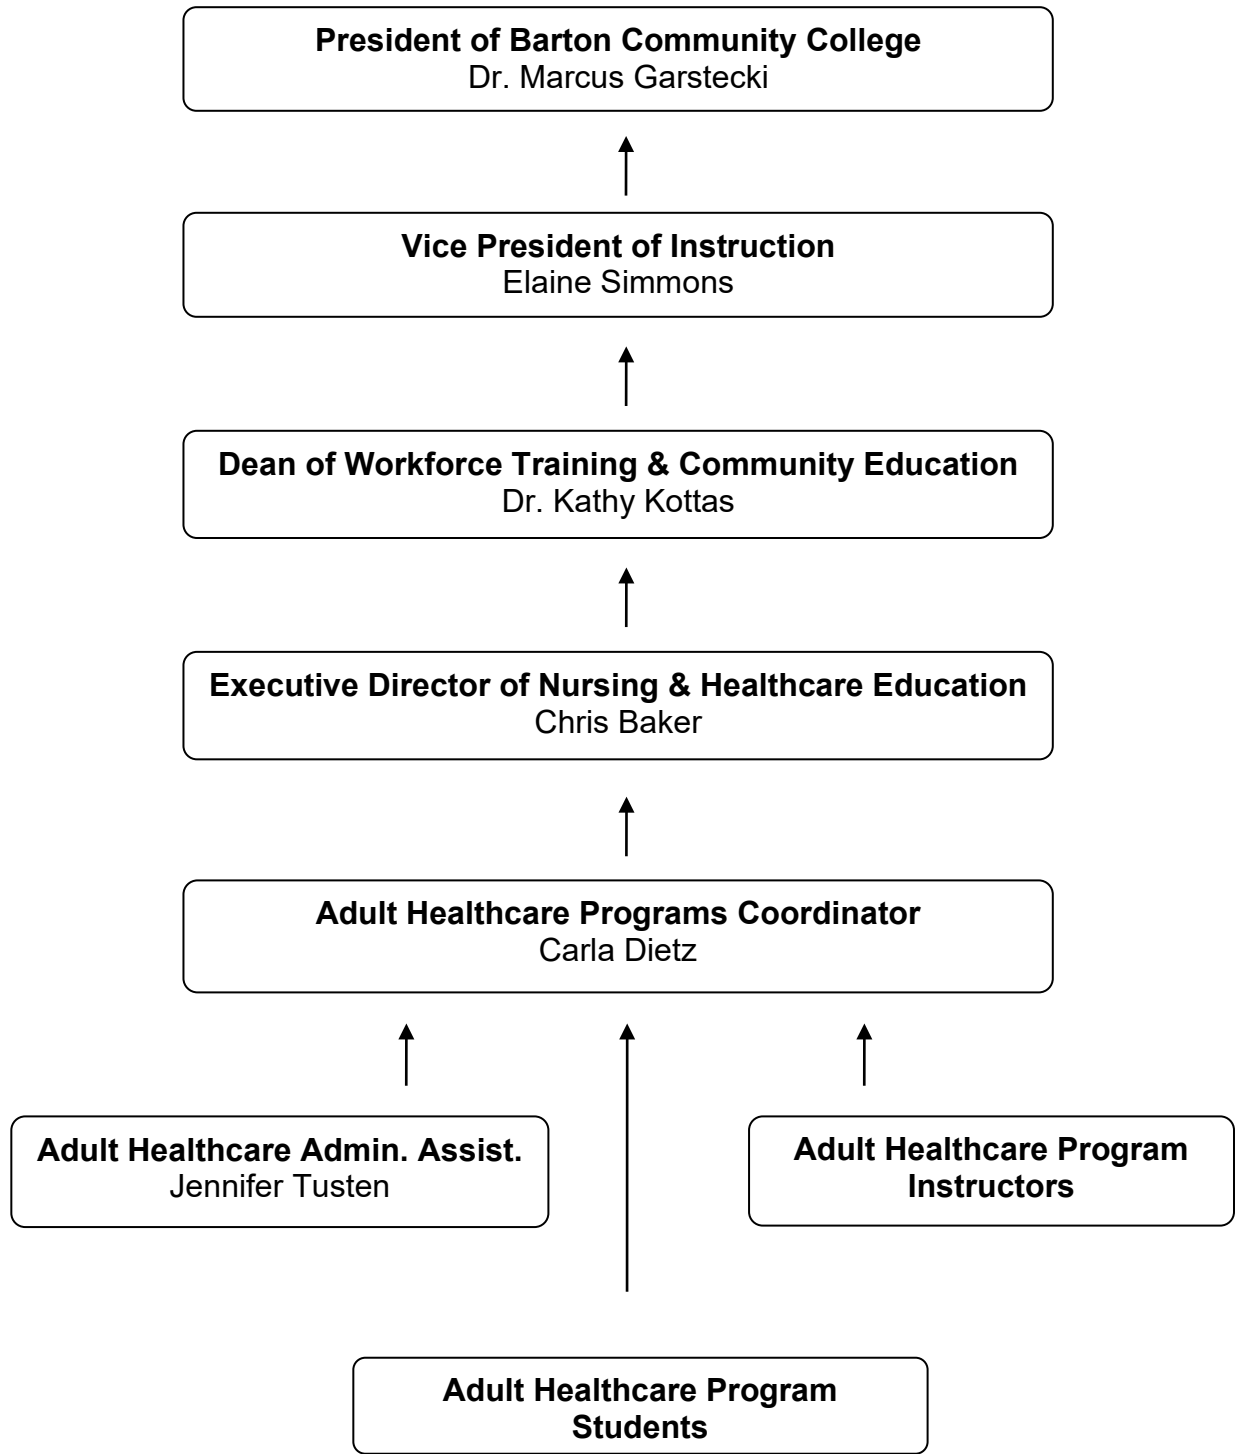 President of Barton Community College
Dr. Marcus Garstecki
Vice President of Instruction
Elaine Simmons
Dean of Workforce Training & Community Education
Dr. Kathy Kottas
Executive Director of Nursing & Healthcare Education
Chris Baker
Adult Healthcare Programs Coordinator
Carla Dietz
Adult Healthcare Admin. Assist.
Jennifer Tusten
Adult Healthcare Program
Instructors
Adult Healthcare Program
Students